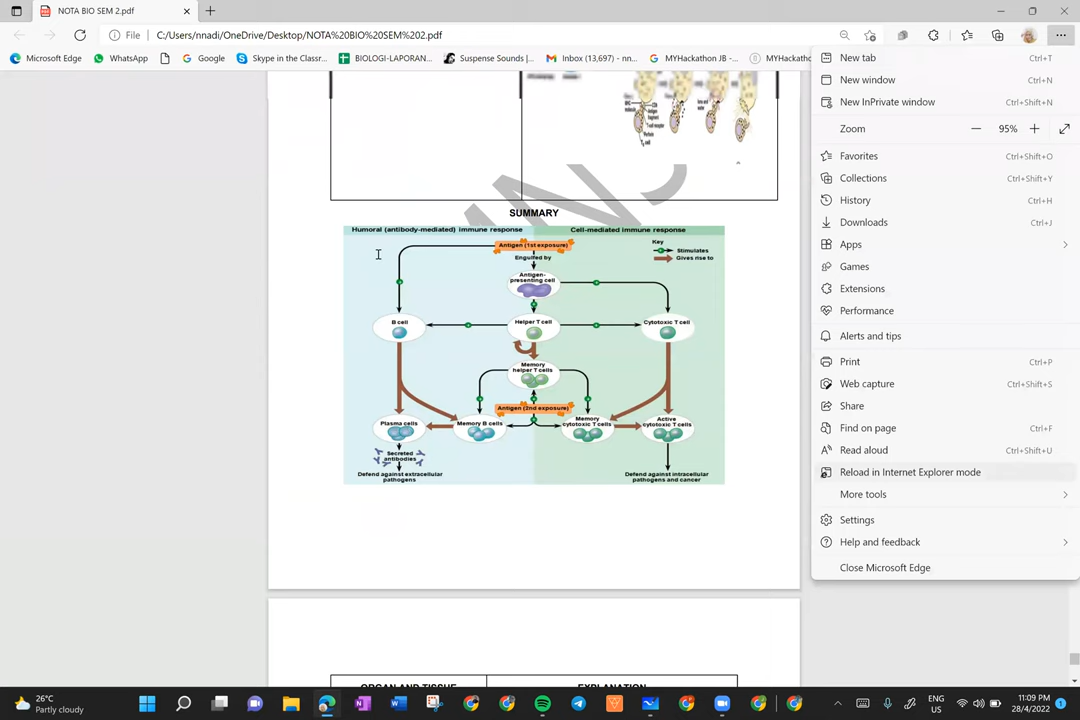 NOTA BIO SEM 2.pdf
File
C:/Users/nnadi/OneDrive/Desktop/NOTA%20BIO%20SEM%202.pdf
Microsoft Edge
WhatsApp
Google
Skype in the Classr...
BIOLOGI-LAPORAN...
Suspense Sounds |...
Inbox (13,697) - nn...
MYHackathon JB -...
MYHackatho
New tab Ctrl+T
New window Ctrl+N
New InPrivate window Ctrl+Shift+N
Zoom 95%
Favorites Ctrl+Shift+O
Collections Ctrl+Shift+Y
History Ctrl+H
Downloads Ctrl+J
Apps
Games
Extensions
Performance
Alerts and tips
Print Ctrl+P
Web capture Ctrl+Shift+S
Share
Find on page Ctrl+F
Read aloud Ctrl+Shift+U
Reload in Internet Explorer mode
More tools
Settings
Help and feedback
Close Microsoft Edge
SUMMARY
Humoral (antibody-mediated) immune response
Cell-mediated immune response
Antigen (1st exposure)
Engulfed by
Antigen-
presenting cell
Key
Stimulates
Gives rise to
B cell
Helper T cell
Cytotoxic T cell
Memory
helper T cells
Antigen (2nd exposure)
Plasma cells
Memory B cells
Memory
cytotoxic T cells
Active
cytotoxic T cells
Secreted
antibodies
Defend against extracellular
pathogens
Defend against intracellular
pathogens and cancer
ORGAN AND TISSUE
EXPLANATION
26°C
Partly cloudy
ENG
US
11:09 PM
28/4/2022